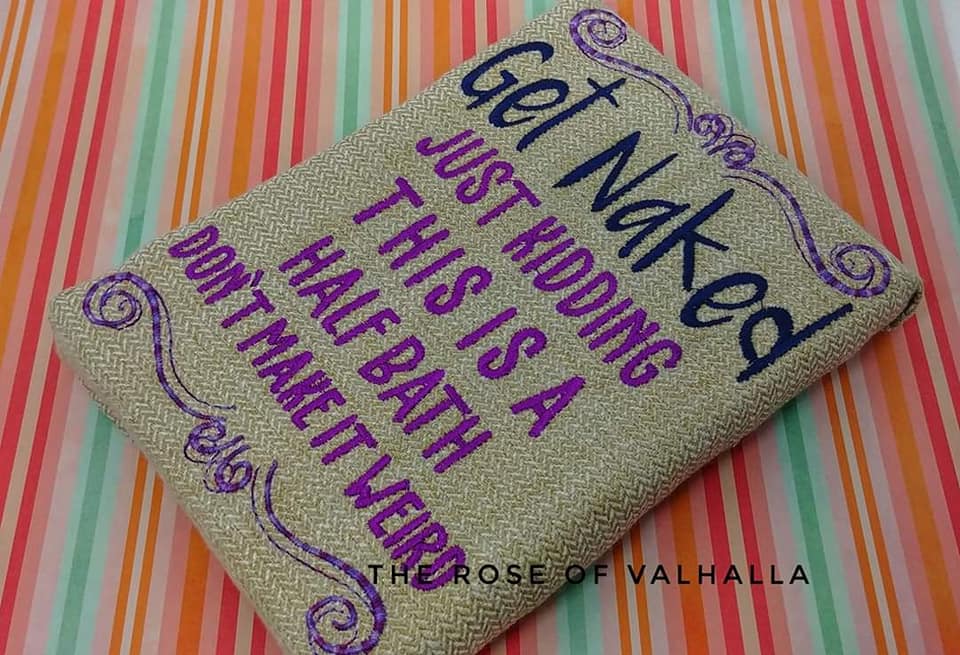 Get Naked
JUST KIDDING
THIS IS A
HALF BATH
DON'T MAKE IT WEIRD
THE ROSE OF VALHALLA